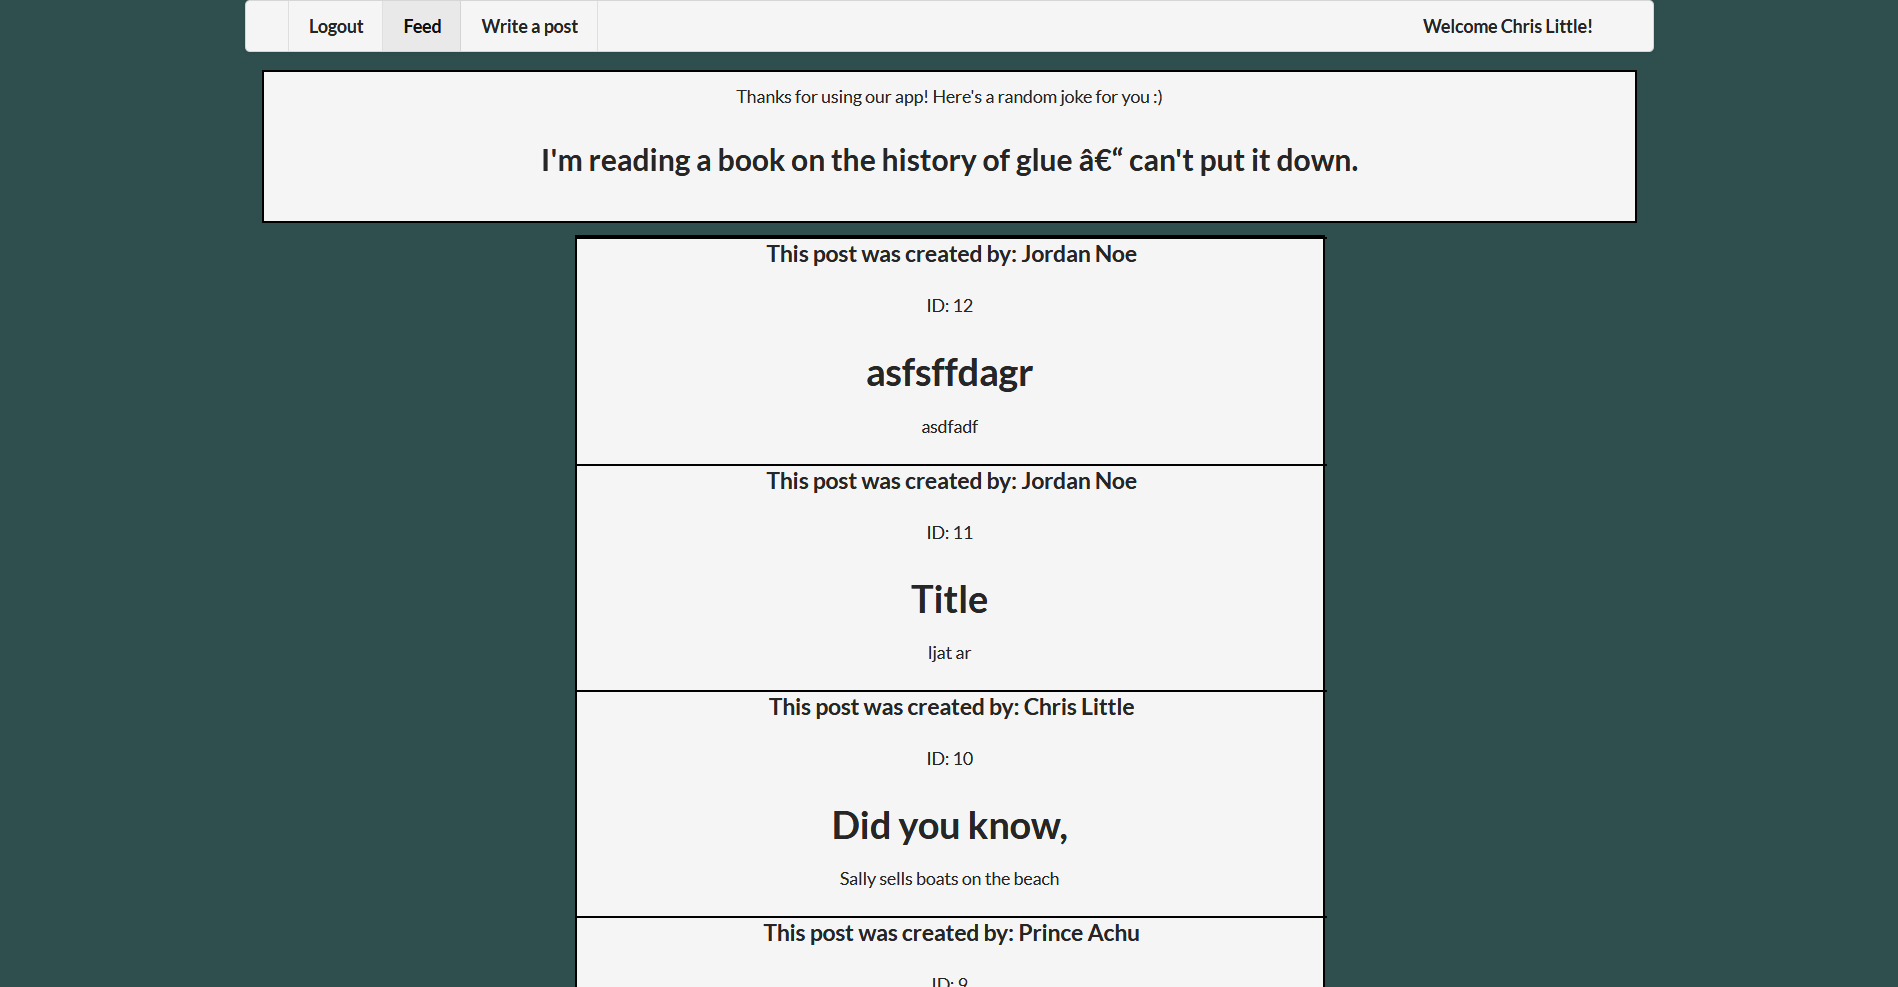 Logout Feed Write a post Welcome Chris Little!
Thanks for using our app! Here's a random joke for you :)
I'm reading a book on the history of glue â€“ can't put it down.
This post was created by: Jordan Noe
ID: 12
asfsffdagr
asdfadf
This post was created by: Jordan Noe
ID: 11
Title
ljat ar
This post was created by: Chris Little
ID: 10
Did you know,
Sally sells boats on the beach
This post was created by: Prince Achu
ID: 9